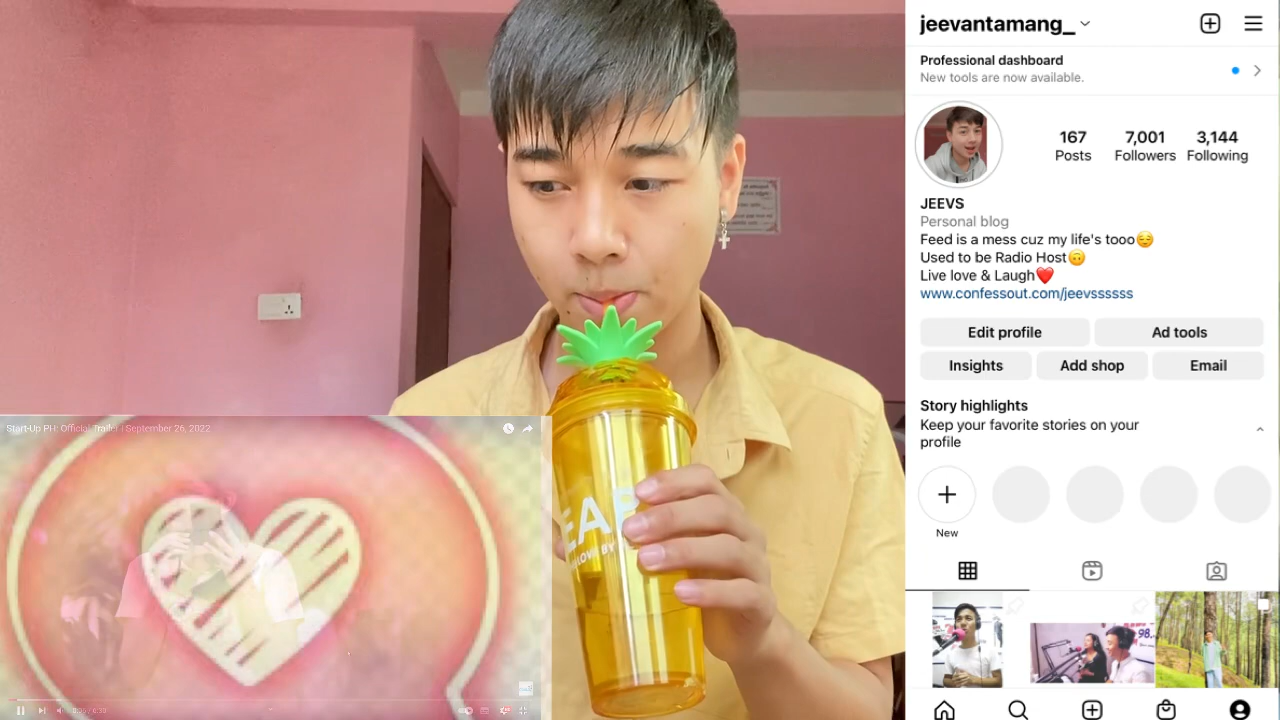 Start-Up PH: Official Trailer | September 26, 2022
LOVE BY
jeevantamang_
Professional dashboard
New tools are now available.
167
Posts
7,001
Followers
3,144
Following
JEEVS
Personal blog
Feed is a mess cuz my life's tooo😌
Used to be Radio Host🙃
Live love & Laugh❤️
www.confessout.com/jeevssssss
Edit profile
Ad tools
Insights
Add shop
Email
Story highlights
Keep your favorite stories on your
profile
New
98.